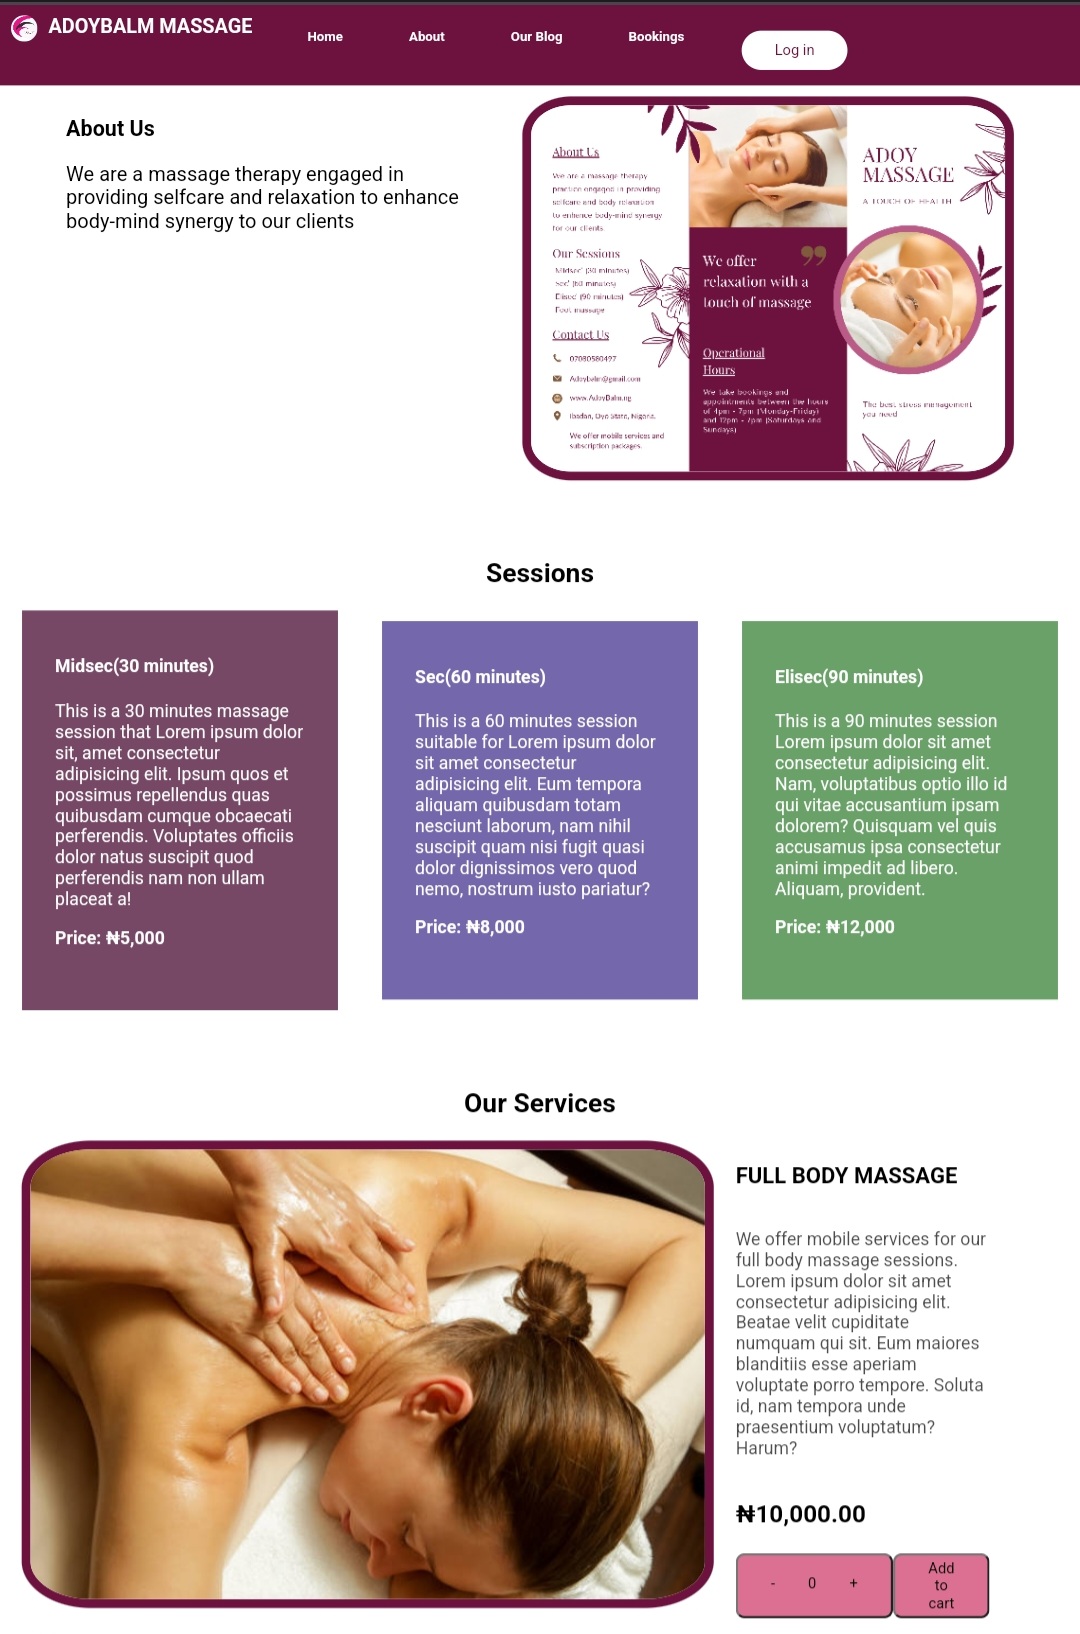 ADOYBALM MASSAGE
Home
About
Our Blog
Bookings
Log in
About Us
We are a massage therapy engaged in
providing selfcare and relaxation to enhance
body-mind synergy to our clients
About Us
We are a massage therapy
practice engaged in providing
selfcare and body relaxation
to enhance body-mind synergy
for our clients.
Our Sessions
Midsec' (30 minutes)
Sec' (60 minutes)
Elisec' (90 minutes)
Foot massage
Contact Us
07080580497
Adoybalm@gmail.com
www.AdoyBalm.ng
Ibadan, Oyo State, Nigeria.
We offer mobile services and
subscription packages.
We offer
relaxation with a
touch of massage
Operational
Hours
We take bookings and
appointments between the hours
of 4pm - 7pm (Monday-Friday)
and 12pm - 7pm (Saturdays and
Sundays)
ADOY
MASSAGE
A TOUCH OF HEALTH
The best stress management
you need
Sessions
Midsec(30 minutes)
This is a 30 minutes massage
session that Lorem ipsum dolor
sit, amet consectetur
adipisicing elit. Ipsum quos et
possimus repellendus quas
quibusdam cumque obcaecati
perferendis. Voluptates officiis
dolor natus suscipit quod
perferendis nam non ullam
placeat a!
Price: ₦5,000
Sec(60 minutes)
This is a 60 minutes session
suitable for Lorem ipsum dolor
sit amet consectetur
adipisicing elit. Eum tempora
aliquam quibusdam totam
nesciunt laborum, nam nihil
suscipit quam nisi fugit quasi
dolor dignissimos vero quod
nemo, nostrum iusto pariatur?
Price: ₦8,000
Elisec(90 minutes)
This is a 90 minutes session
Lorem ipsum dolor sit amet
consectetur adipisicing elit.
Nam, voluptatibus optio illo id
qui vitae accusantium ipsam
dolorem? Quisquam vel quis
accusamus ipsa consectetur
animi impedit ad libero.
Aliquam, provident.
Price: ₦12,000
Our Services
FULL BODY MASSAGE
We offer mobile services for our
full body massage sessions.
Lorem ipsum dolor sit amet
consectetur adipisicing elit.
Beatae velit cupiditate
numquam qui sit. Eum maiores
blanditiis esse aperiam
voluptate porro tempore. Soluta
id, nam tempora unde
praesentium voluptatum?
Harum?
₦10,000.00
- 0 +
Add
to
cart